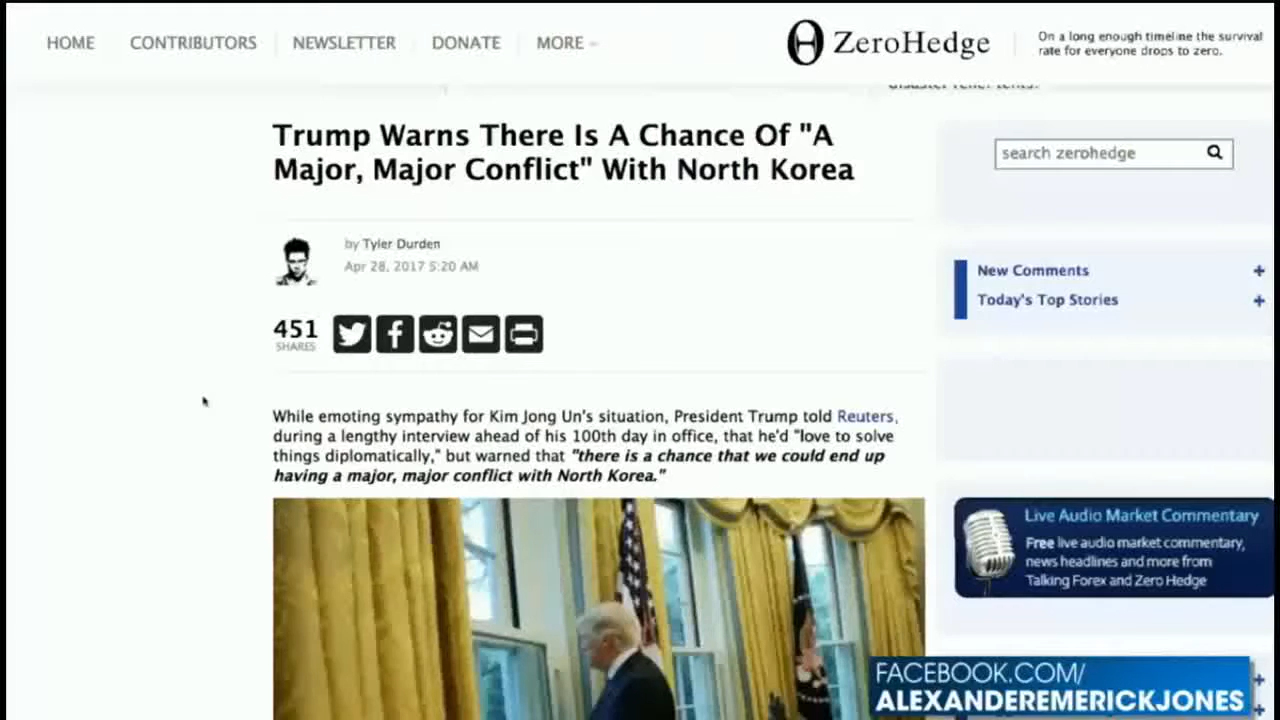 HOME
CONTRIBUTORS
NEWSLETTER
DONATE
MORE
ZeroHedge
On a long enough timeline the survival
rate for everyone drops to zero.
disaster relief tents.
Trump Warns There Is A Chance Of "A
Major, Major Conflict" With North Korea
search zerohedge
by Tyler Durden
Apr 28, 2017 5:20 AM
New Comments +
Today's Top Stories +
451
SHARES
While emoting sympathy for Kim Jong Un's situation, President Trump told Reuters,
during a lengthy interview ahead of his 100th day in office, that he'd "love to solve
things diplomatically," but warned that "there is a chance that we could end up
having a major, major conflict with North Korea."
Live Audio Market Commentary
Free live audio market commentary,
news headlines and more from
Talking Forex and Zero Hedge
FACEBOOK.COM/
ALEXANDEREMERICKJONES
+
+